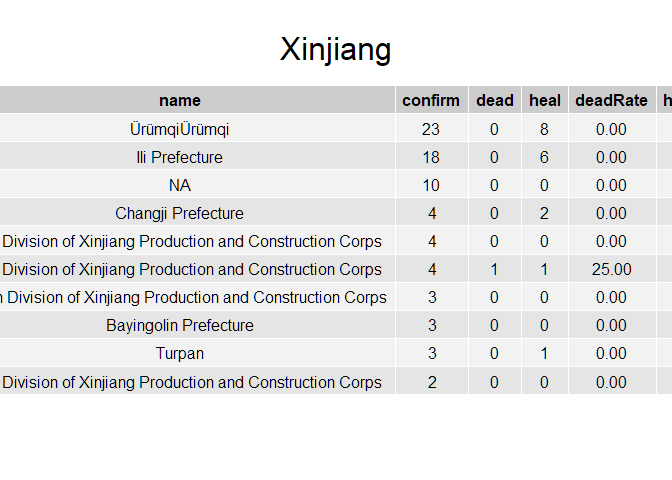 Xinjiang
name confirm dead heal deadRate h
ÜrümqiÜrümqi 23 0 8 0.00
Ili Prefecture 18 0 6 0.00
NA 10 0 0 0.00
Changji Prefecture 4 0 2 0.00
Division of Xinjiang Production and Construction Corps 4 0 0 0.00
Division of Xinjiang Production and Construction Corps 4 1 1 25.00
n Division of Xinjiang Production and Construction Corps 3 0 0 0.00
Bayingolin Prefecture 3 0 0 0.00
Turpan 3 0 1 0.00
Division of Xinjiang Production and Construction Corps 2 0 0 0.00